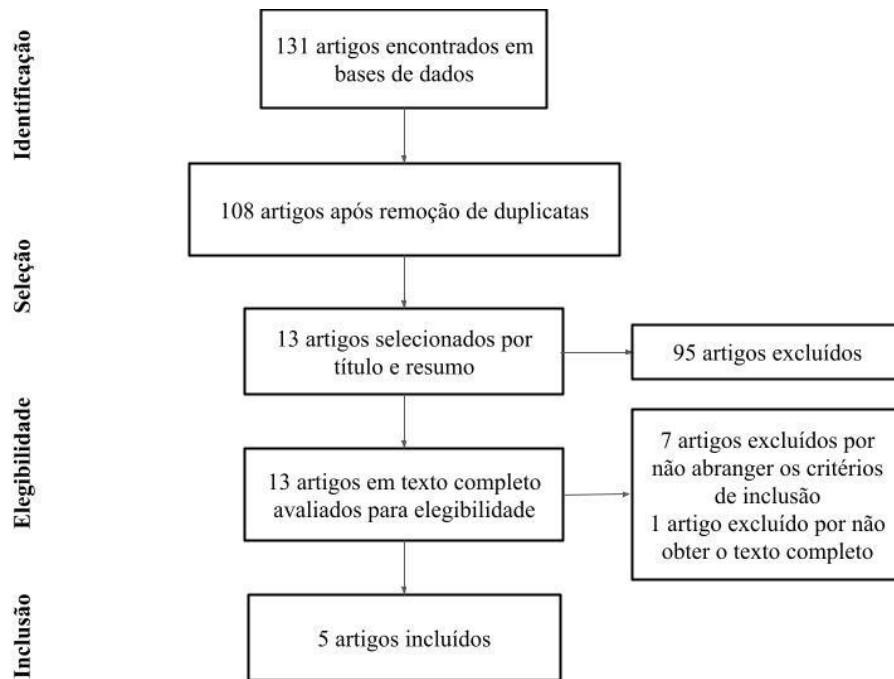 Identificação
131 artigos encontrados em
bases de dados
108 artigos após remoção de duplicatas
Seleção
13 artigos selecionados por
título e resumo
95 artigos excluídos
Elegibilidade
13 artigos em texto completo
avaliados para elegibilidade
7 artigos excluídos por
não abranger os critérios
de inclusão
1 artigo excluído por não
obter o texto completo
Inclusão
5 artigos incluídos